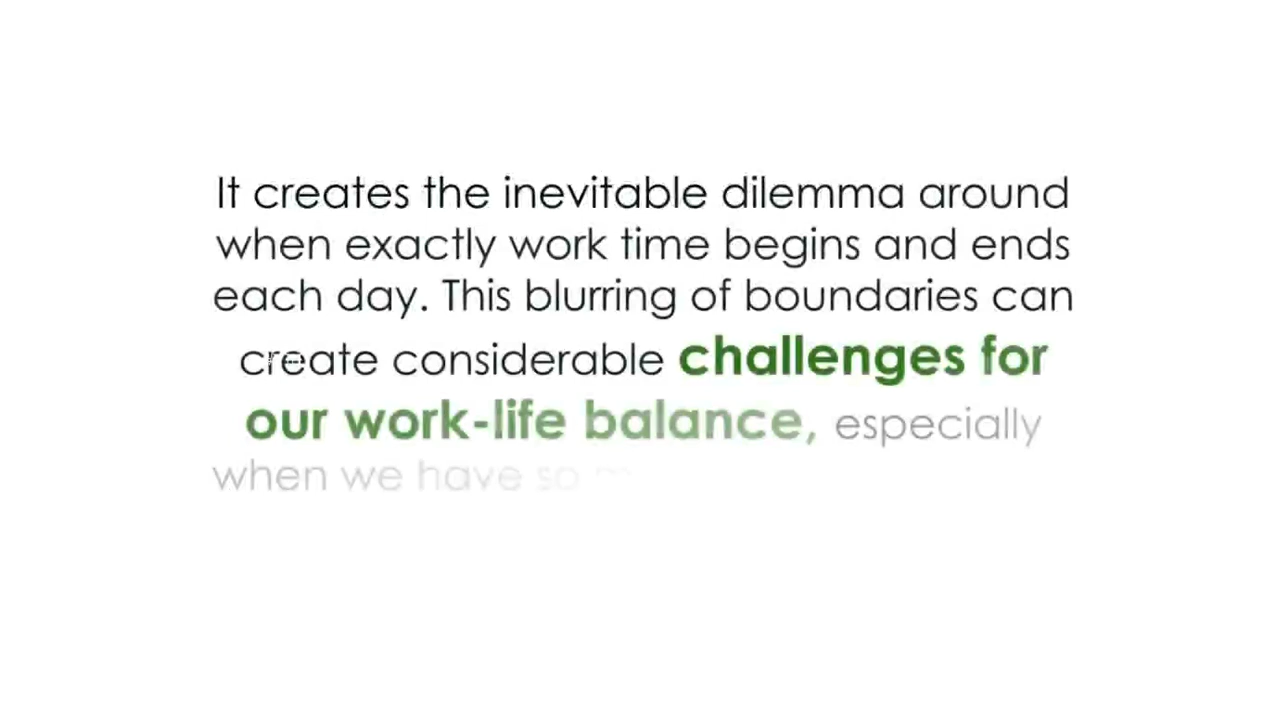 It creates the inevitable dilemma around
when exactly work time begins and ends
each day. This blurring of boundaries can
create considerable challenges for
our work-life balance, especially
when we have so